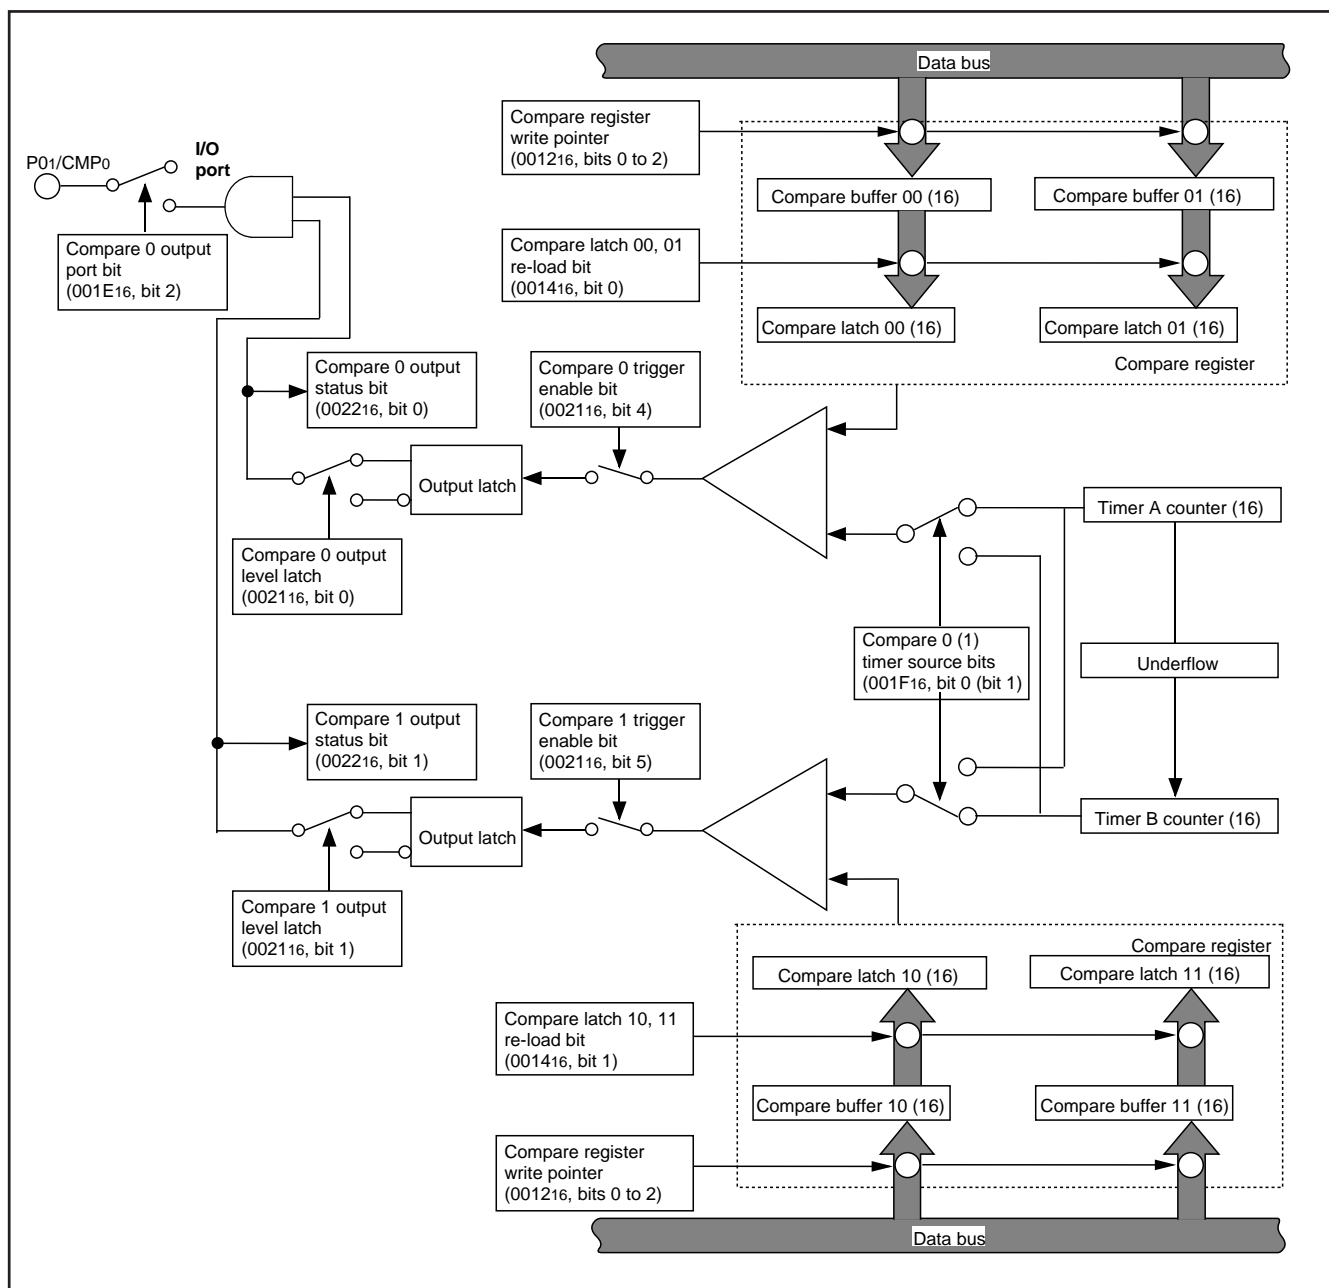 Data bus
Compare register
write pointer
(001216, bits 0 to 2)
I/O
port
P01/CMP0
Compare buffer 00 (16)
Compare buffer 01 (16)
Compare 0 output
port bit
(001E16, bit 2)
Compare latch 00, 01
re-load bit
(001416, bit 0)
Compare latch 00 (16)
Compare latch 01 (16)
Compare register
Compare 0 output
status bit
(002216, bit 0)
Compare 0 trigger
enable bit
(002116, bit 4)
Output latch
Timer A counter (16)
Compare 0 output
level latch
(002116, bit 0)
Compare 0 (1)
timer source bits
(001F16, bit 0 (bit 1)
Underflow
Compare 1 output
status bit
(002216, bit 1)
Compare 1 trigger
enable bit
(002116, bit 5)
Timer B counter (16)
Output latch
Compare 1 output
level latch
(002116, bit 1)
Compare register
Compare latch 10 (16)
Compare latch 11 (16)
Compare latch 10, 11
re-load bit
(001416, bit 1)
Compare buffer 10 (16)
Compare buffer 11 (16)
Compare register
write pointer
(001216, bits 0 to 2)
Data bus